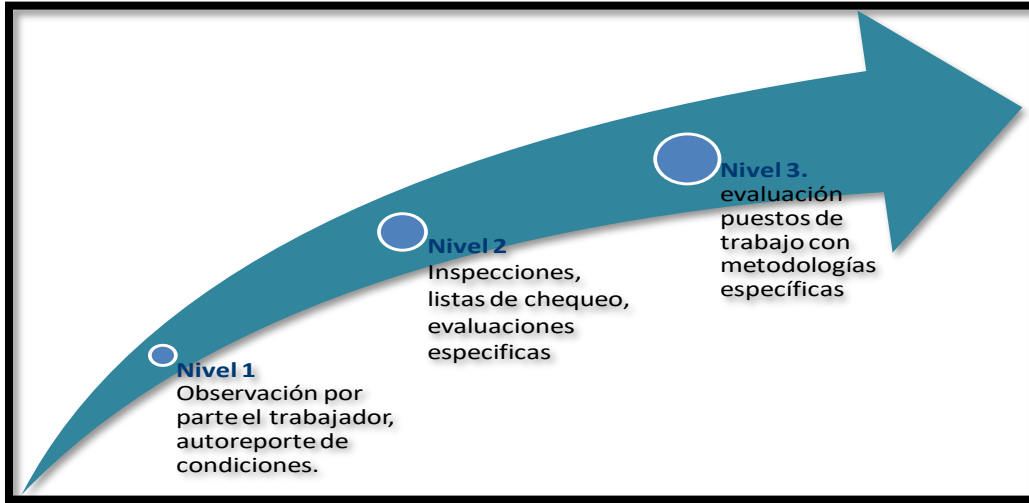 Nivel 1
Observación por
parte el trabajador,
autoreporte de
condiciones.
Nivel 2
Inspecciones,
listas de chequeo,
evaluaciones
especificas
Nivel 3.
evaluación
puestos de
trabajo con
metodologías
específicas